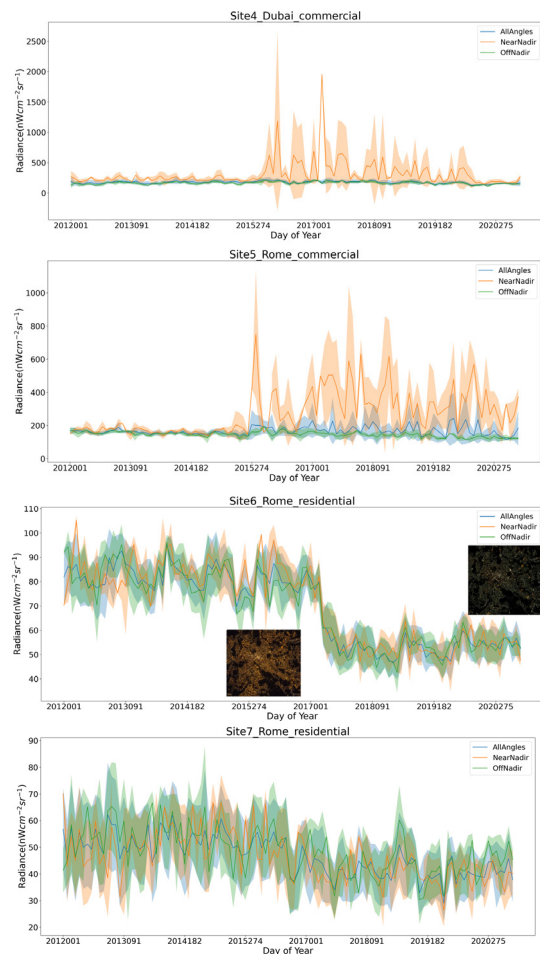 Site4_Dubai_commercial
AllAngles
NearNadir
OffNadir
2500
2000
1500
1000
500
0
Radiance(nWcm−2sr−1)
2012001 2013091 2014182 2015274 2017001 2018091 2019182 2020275
Day of Year
Site5_Rome_commercial
AllAngles
NearNadir
OffNadir
1000
800
600
400
200
0
Radiance(nWcm−2sr−1)
2012001 2013091 2014182 2015274 2017001 2018091 2019182 2020275
Day of Year
Site6_Rome_residential
AllAngles
NearNadir
OffNadir
110
100
90
80
70
60
50
40
Radiance(nWcm−2sr−1)
2012001 2013091 2014182 2015274 2017001 2018091 2019182 2020275
Day of Year
Site7_Rome_residential
AllAngles
NearNadir
OffNadir
90
80
70
60
50
40
30
20
Radiance(nWcm−2sr−1)
2012001 2013091 2014182 2015274 2017001 2018091 2019182 2020275
Day of Year